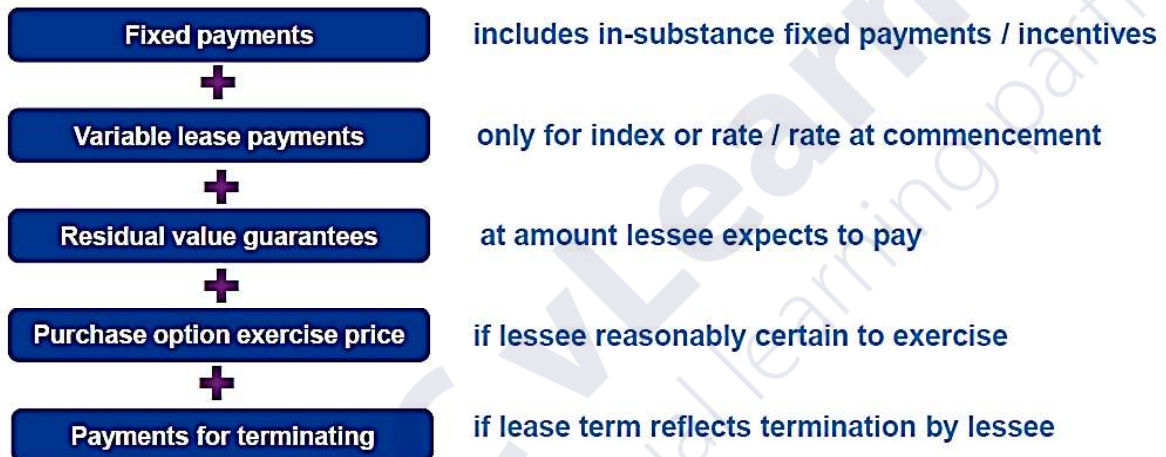 Fixed payments includes in-substance fixed payments / incentives
+
Variable lease payments only for index or rate / rate at commencement
+
Residual value guarantees at amount lessee expects to pay
+
Purchase option exercise price if lessee reasonably certain to exercise
+
Payments for terminating if lease term reflects termination by lessee